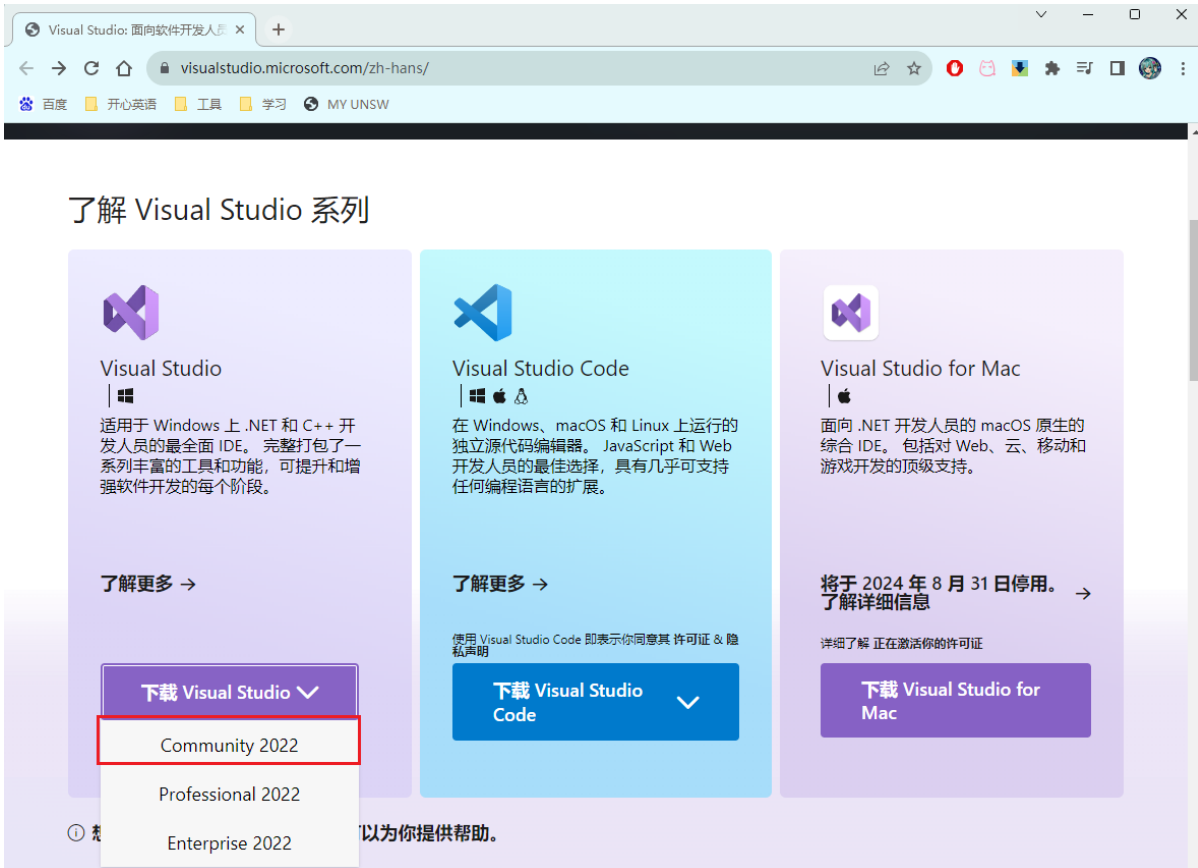 Visual Studio: 面向软件开发人员
visualstudio.microsoft.com/zh-hans/
百度 开心英语 工具 学习 MY UNSW
了解 Visual Studio 系列
Visual Studio
适用于 Windows 上 .NET 和 C++ 开
发人员的最全面 IDE。 完整打包了一
系列丰富的工具和功能，可提升和增
强软件开发的每个阶段。
了解更多
下载 Visual Studio
Community 2022
Professional 2022
Enterprise 2022
Visual Studio Code
在 Windows、macOS 和 Linux 上运行的
独立源代码编辑器。 JavaScript 和 Web
开发人员的最佳选择，具有几乎可支持
任何编程语言的扩展。
了解更多
使用 Visual Studio Code 即表示你同意其 许可证 & 隐
私声明
下载 Visual Studio
Code
Visual Studio for Mac
面向 .NET 开发人员的 macOS 原生的
综合 IDE。 包括对 Web、云、移动和
游戏开发的顶级支持。
将于 2024 年 8 月 31 日停用。
了解详细信息
详细了解 正在激活你的许可证
下载 Visual Studio for
Mac
以为你提供帮助。